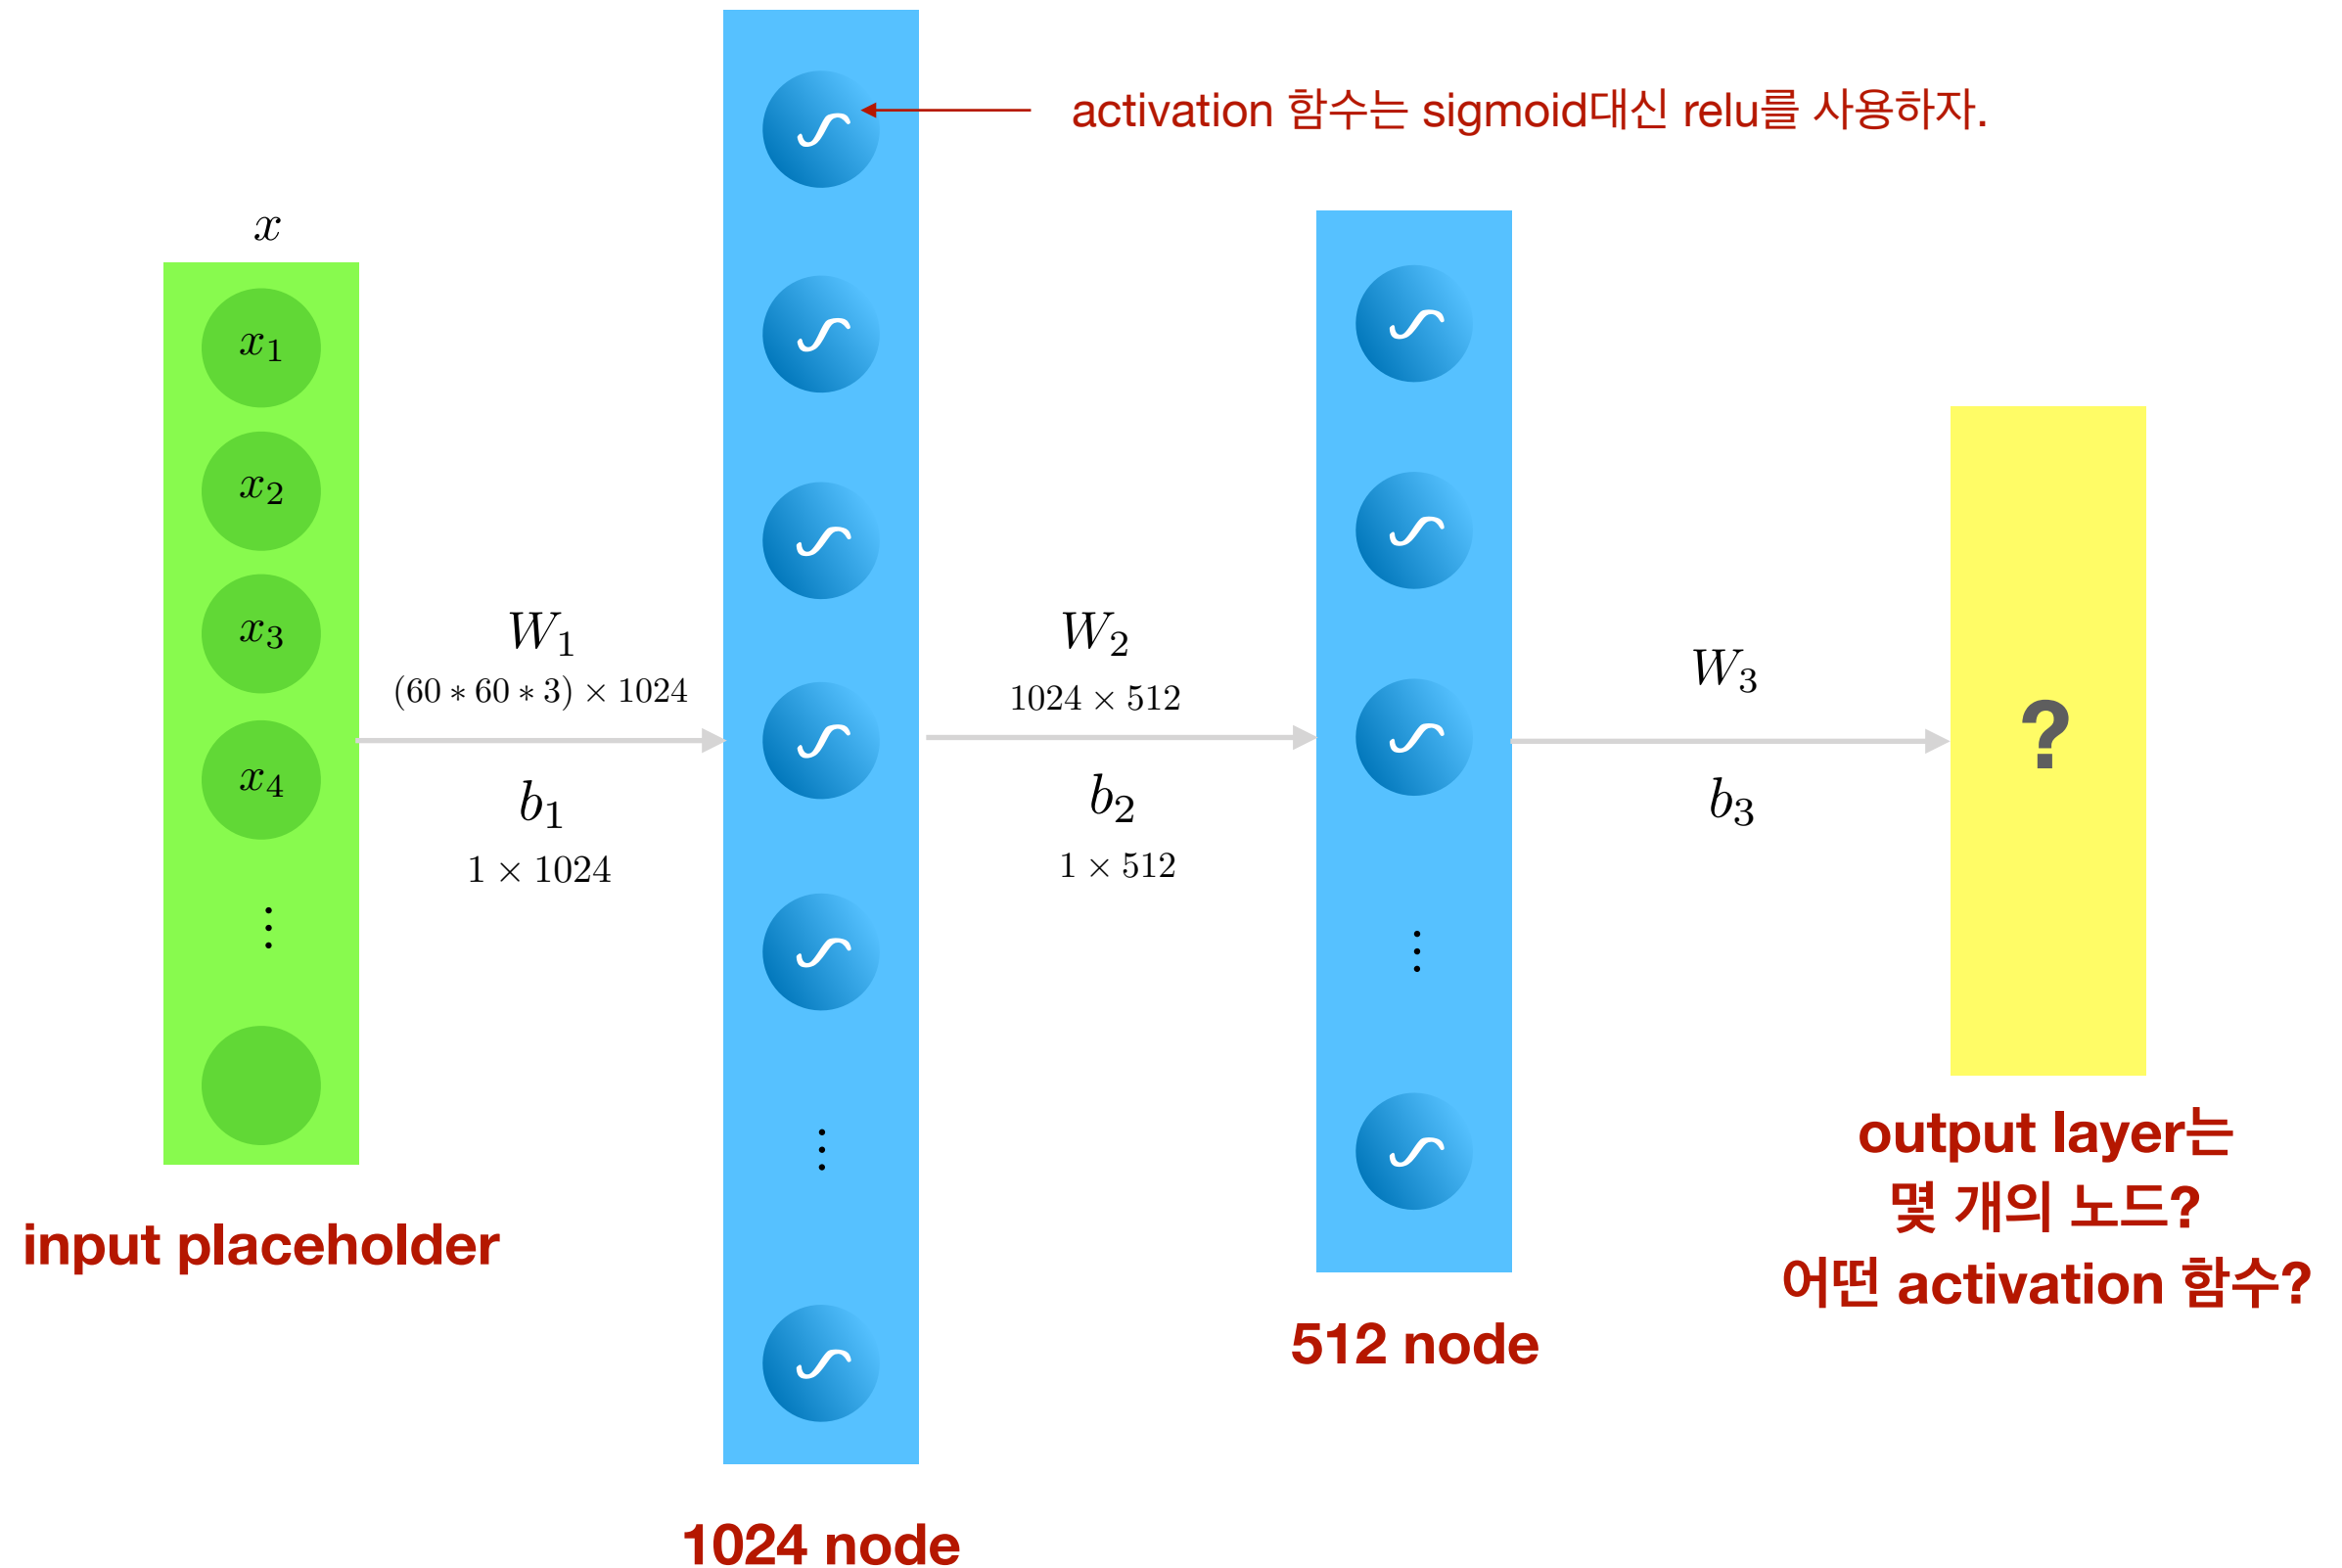 activation 함수는 sigmoid대신 relu를 사용하자.
x
x₁
x₂
x₃
x₄
⋮
input placeholder
W₁
(60 ∗ 60 ∗ 3) × 1024
b₁
1 × 1024
⋮
1024 node
W₂
1024 × 512
b₂
1 × 512
⋮
512 node
W₃
b₃
?
output layer는
몇 개의 노드?
어떤 activation 함수?